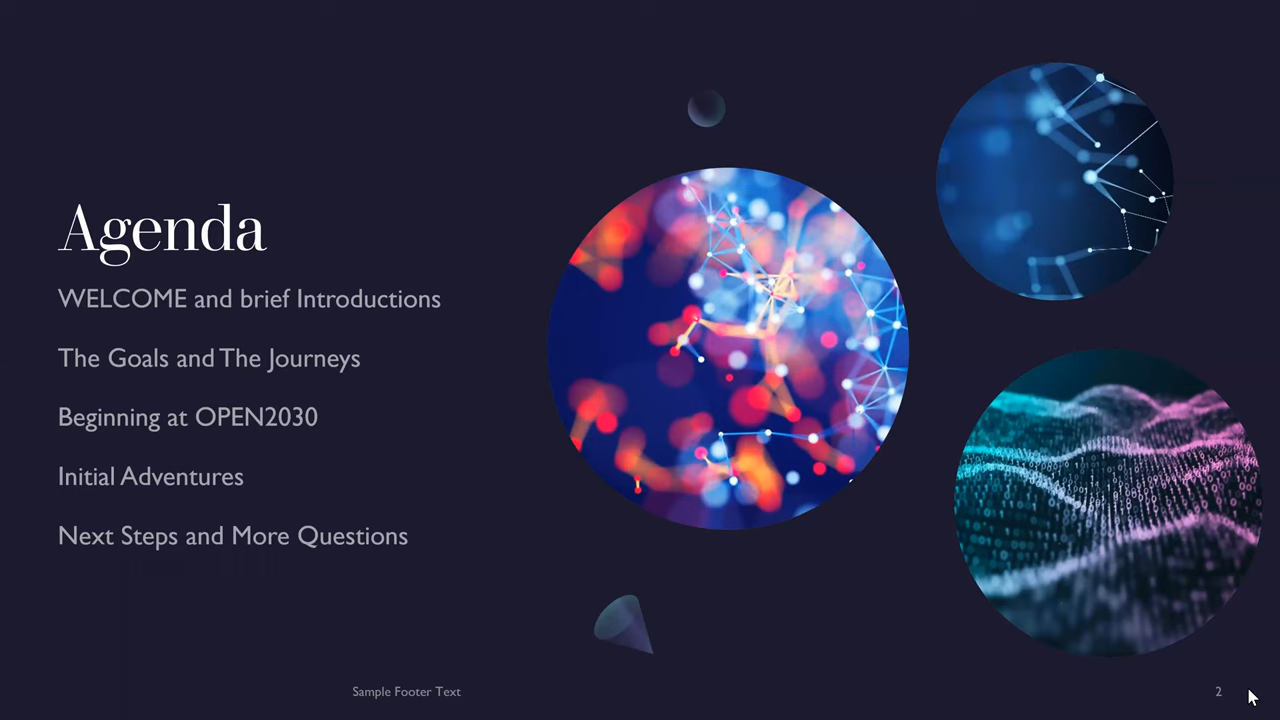 Agenda
WELCOME and brief Introductions
The Goals and The Journeys
Beginning at OPEN2030
Initial Adventures
Next Steps and More Questions
Sample Footer Text
2